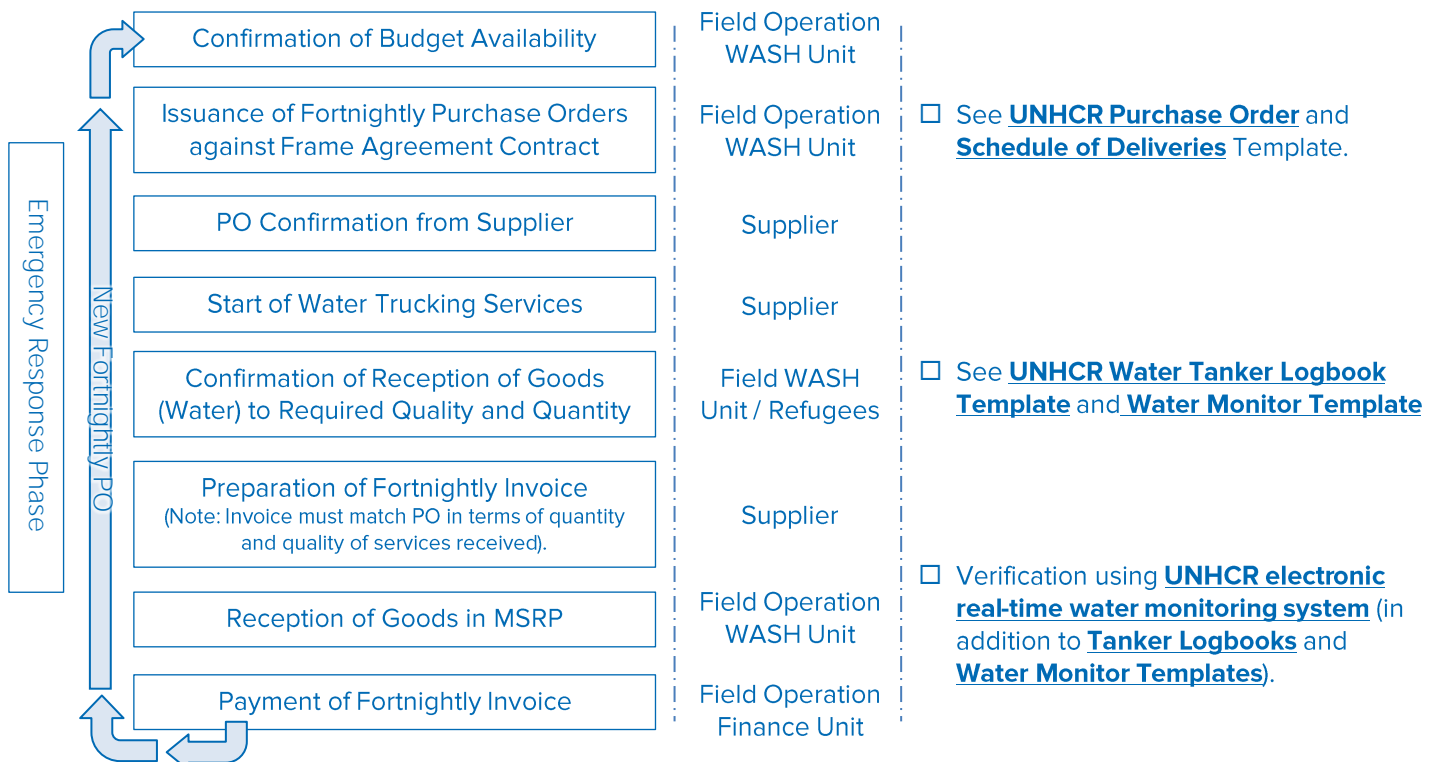 Confirmation of Budget Availability
Field Operation
WASH Unit
Issuance of Fortnightly Purchase Orders
against Frame Agreement Contract
Field Operation
WASH Unit
☐ See UNHCR Purchase Order and
Schedule of Deliveries Template.
PO Confirmation from Supplier
Supplier
Start of Water Trucking Services
Supplier
Confirmation of Reception of Goods
(Water) to Required Quality and Quantity
Field WASH
Unit / Refugees
☐ See UNHCR Water Tanker Logbook
Template and Water Monitor Template
Preparation of Fortnightly Invoice
(Note: Invoice must match PO in terms of quantity
and quality of services received).
Supplier
Reception of Goods in MSRP
Field Operation
WASH Unit
☐ Verification using UNHCR electronic
real-time water monitoring system (in
addition to Tanker Logbooks and
Water Monitor Templates).
Payment of Fortnightly Invoice
Field Operation
Finance Unit
Emergency Response Phase
New Fortnightly PO